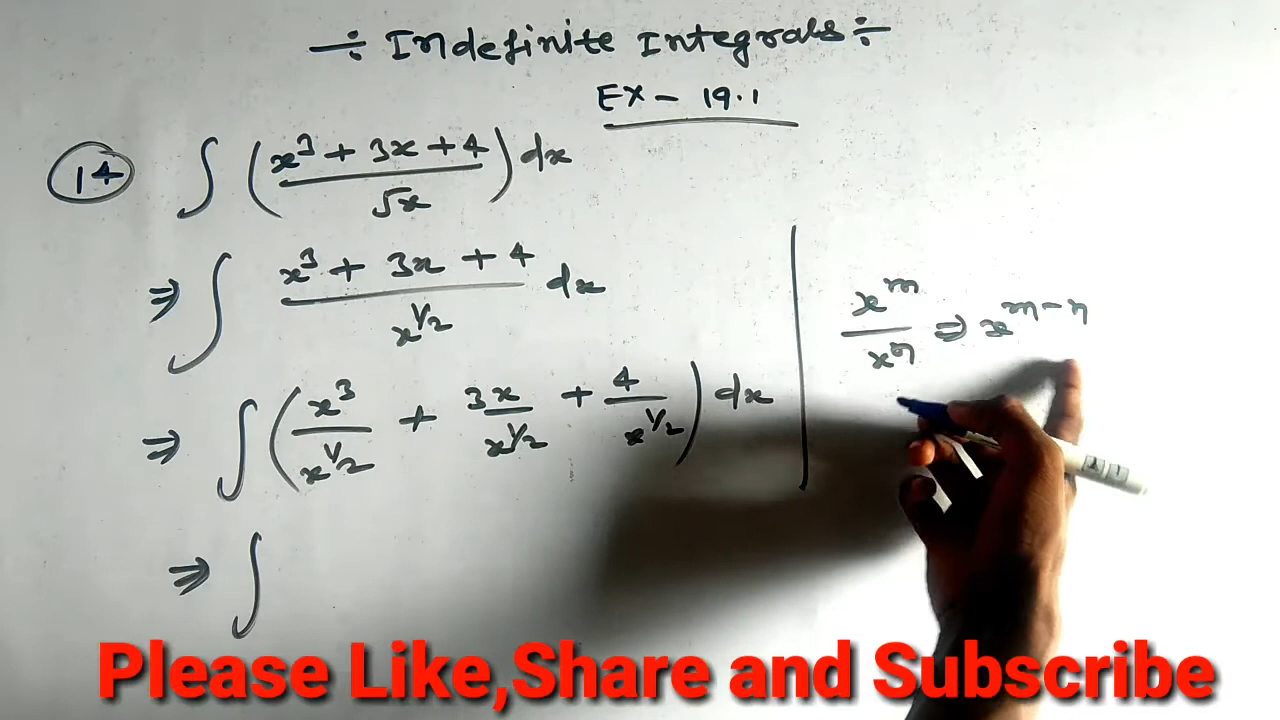 ÷ Indefinite Integrals ÷
EX - 19.1
14 ∫ (x³ + 3x + 4 / √x) dx
⇒ ∫ x³ + 3x + 4 / x^1/2 dx
x^m / x^n ⇒ x^m-n
⇒ ∫ (x³ / x^1/2 + 3x / x^1/2 + 4 / x^1/2) dx
⇒ ∫
Please Like,Share and Subscribe